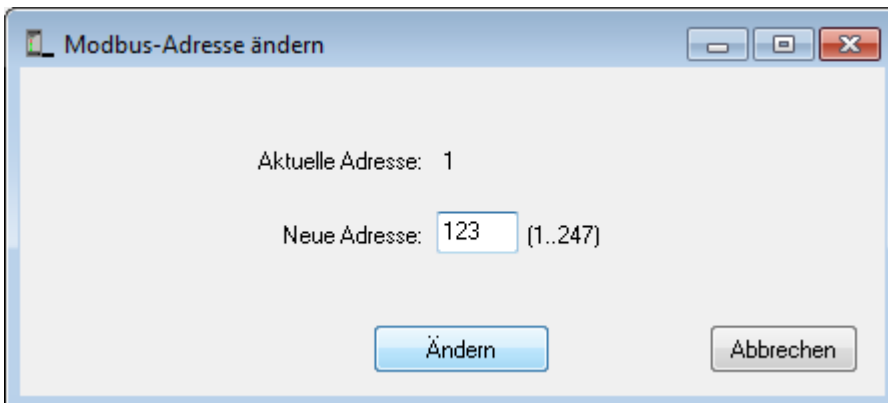 Modbus-Adresse ändern
Aktuelle Adresse: 1
Neue Adresse: 123 (1..247)
Ändern Abbrechen